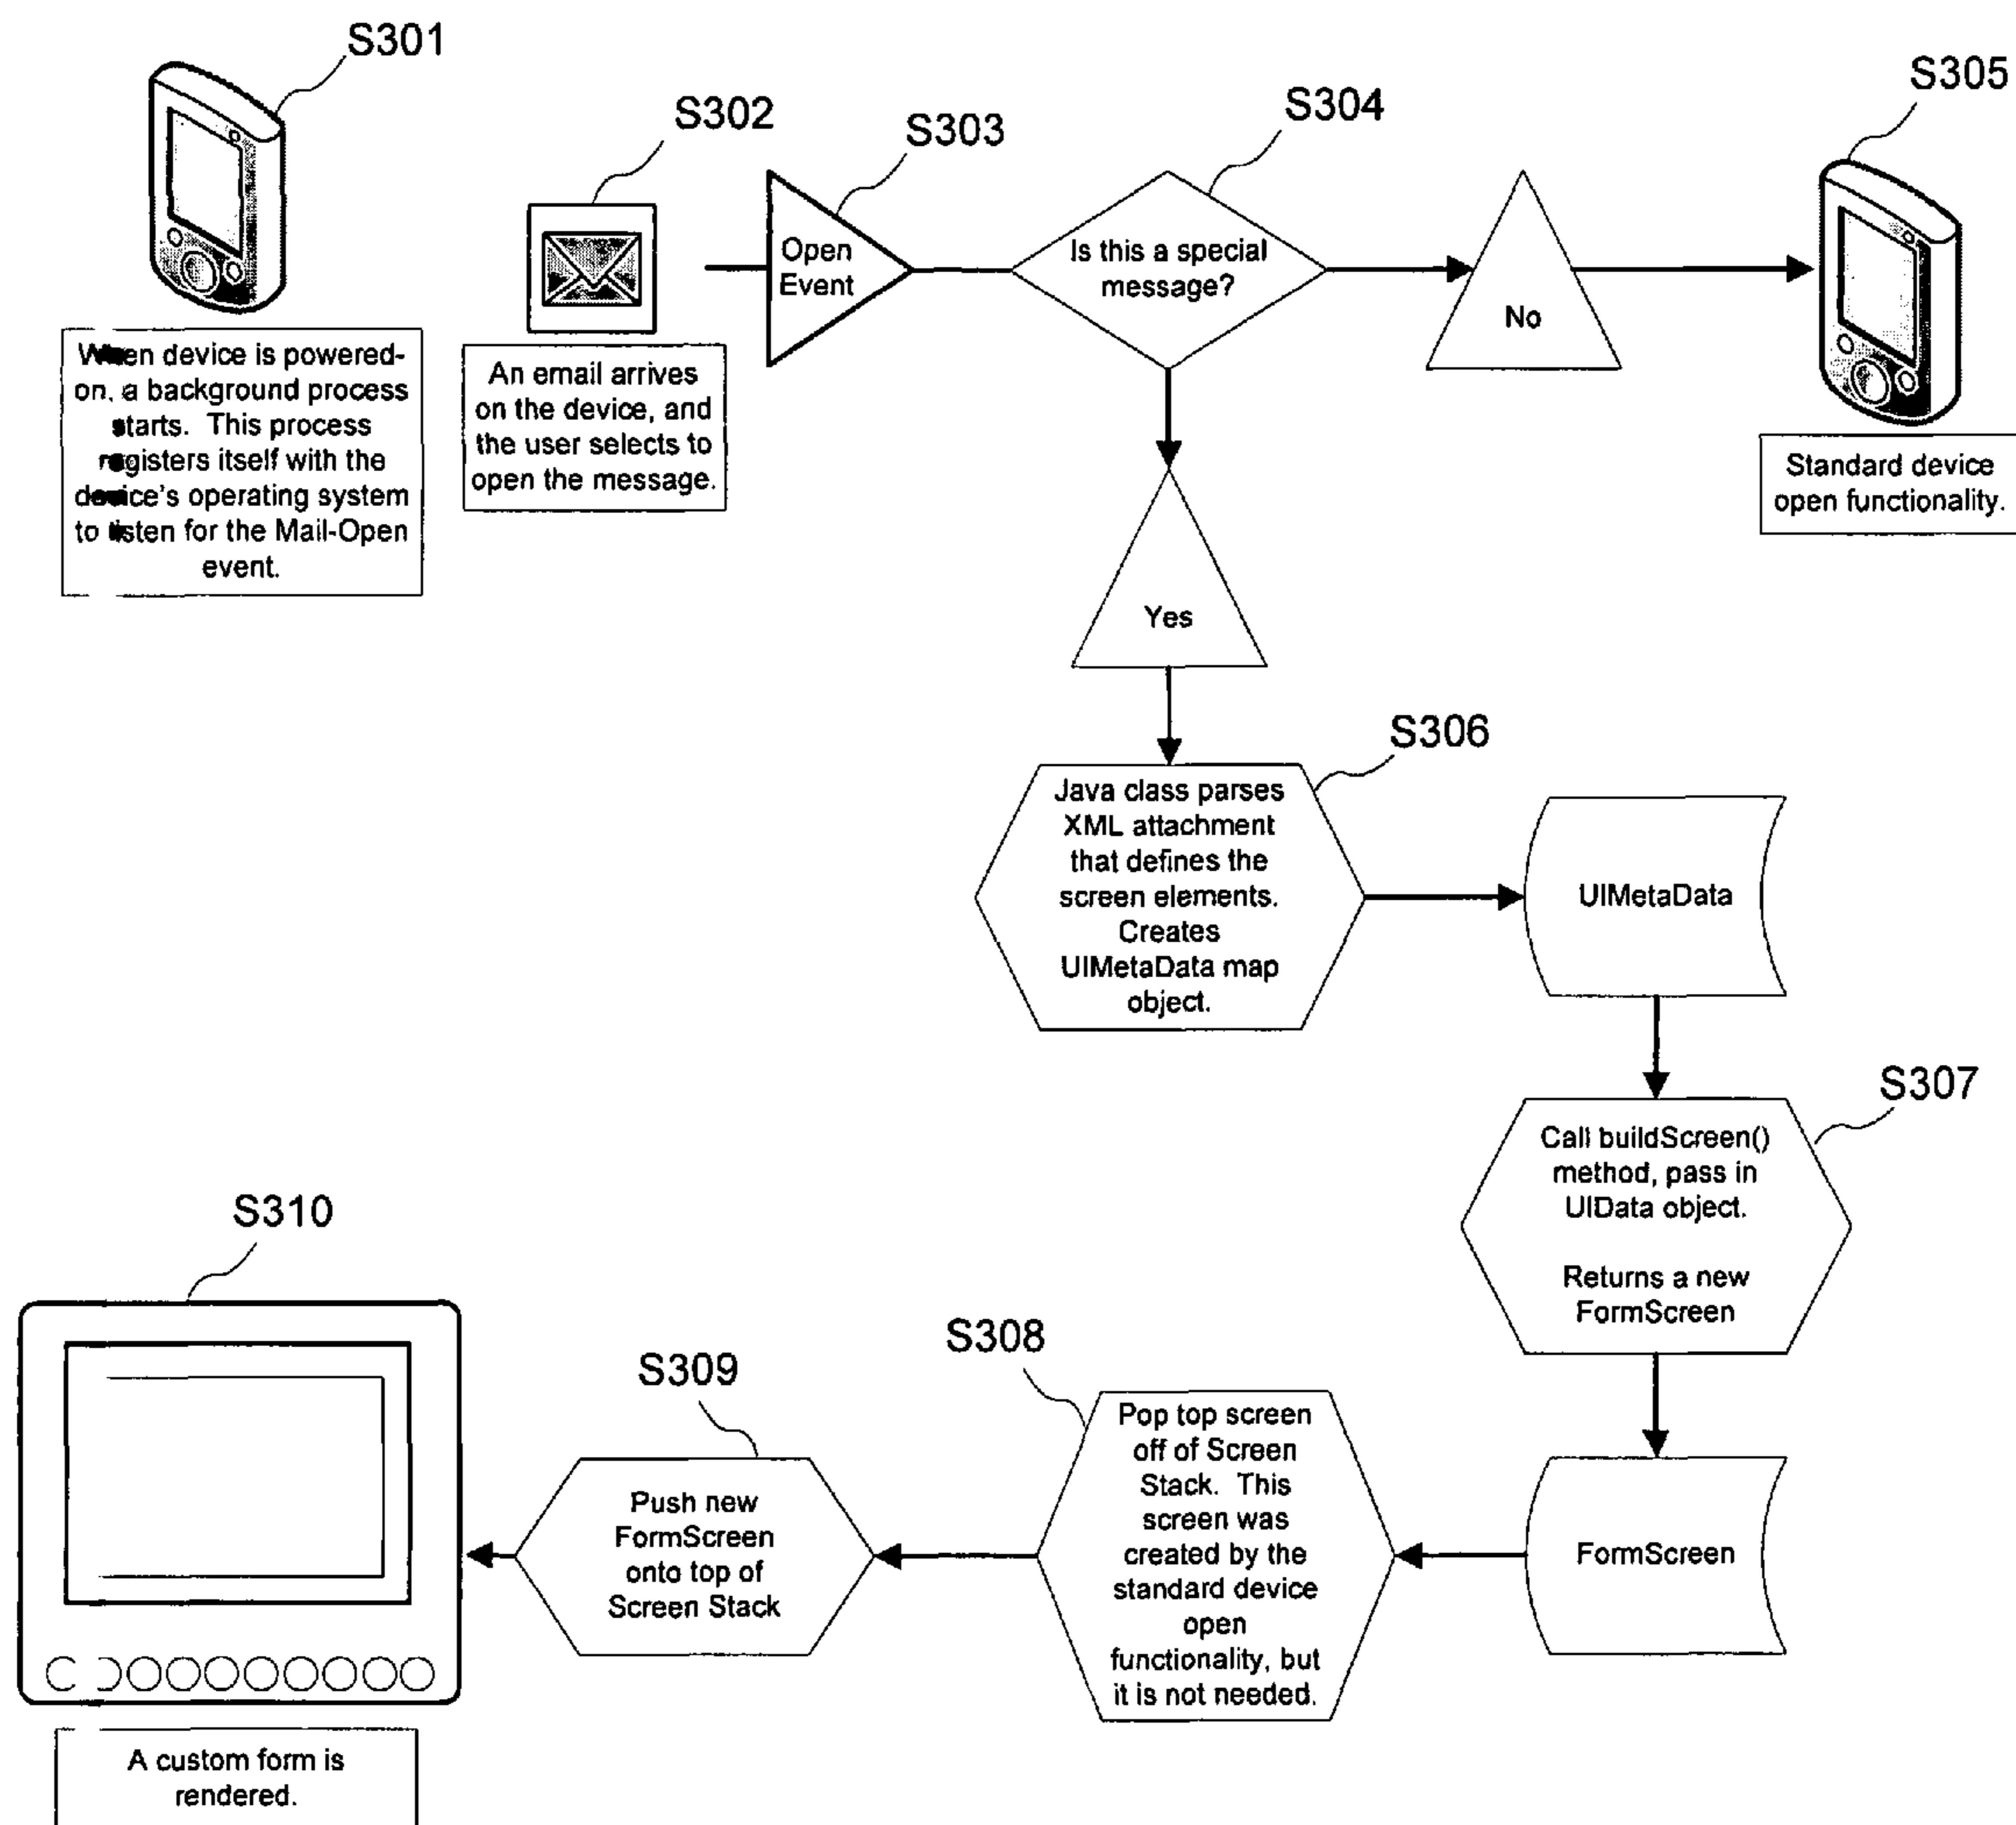 S301
When device is powered-
on, a background process
starts. This process
registers itself with the
device's operating system
to listen for the Mail-Open
event.
S302
An email arrives
on the device, and
the user selects to
open the message.
S303
Open
Event
S304
Is this a special
message?
No
S305
Standard device
open functionality.
Yes
S306
Java class parses
XML attachment
that defines the
screen elements.
Creates
UIMetaData map
object.
UIMetaData
S307
Call buildScreen()
method, pass in
UIData object.
Returns a new
FormScreen
FormScreen
S308
Pop top screen
off of Screen
Stack. This
screen was
created by the
standard device
open
functionality, but
it is not needed.
S309
Push new
FormScreen
onto top of
Screen Stack
S310
A custom form is
rendered.